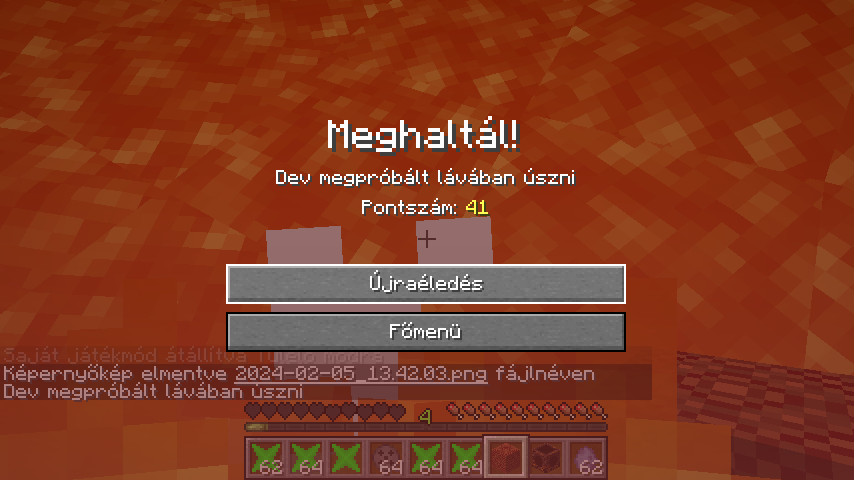 Meghaltál!
Dev megpróbált lávában úszni
Pontszám: 41
Újraéledés
Főmenü
Saját játékmód átállítva Túlélő módra
Képernyőkép elmentve 2024-02-05_13.42.03.png fájlnéven
Dev megpróbált lávában úszni
4
62 64 64 64 64 62